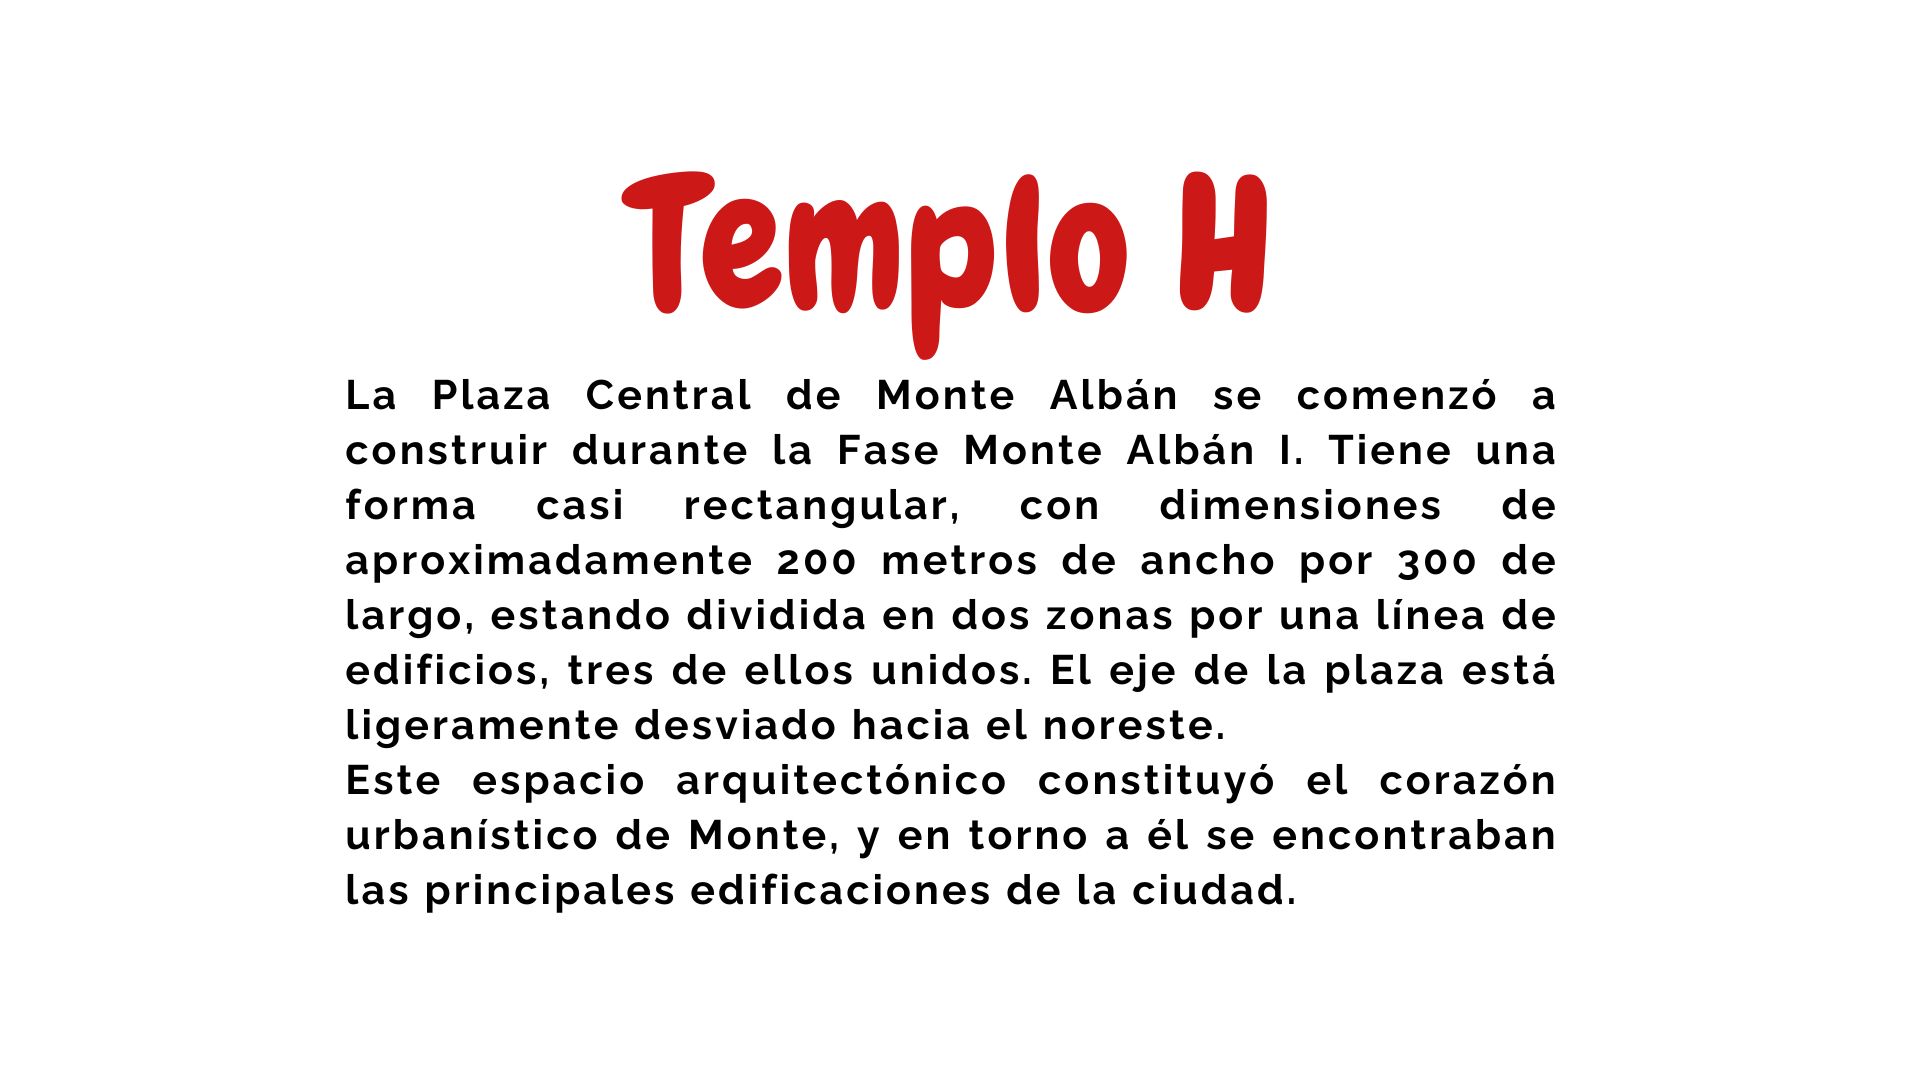 Templo H
La Plaza Central de Monte Albán se comenzó a
construir durante la Fase Monte Albán I. Tiene una
forma casi rectangular, con dimensiones de
aproximadamente 200 metros de ancho por 300 de
largo, estando dividida en dos zonas por una línea de
edificios, tres de ellos unidos. El eje de la plaza está
ligeramente desviado hacia el noreste.
Este espacio arquitectónico constituyó el corazón
urbanístico de Monte, y en torno a él se encontraban
las principales edificaciones de la ciudad.